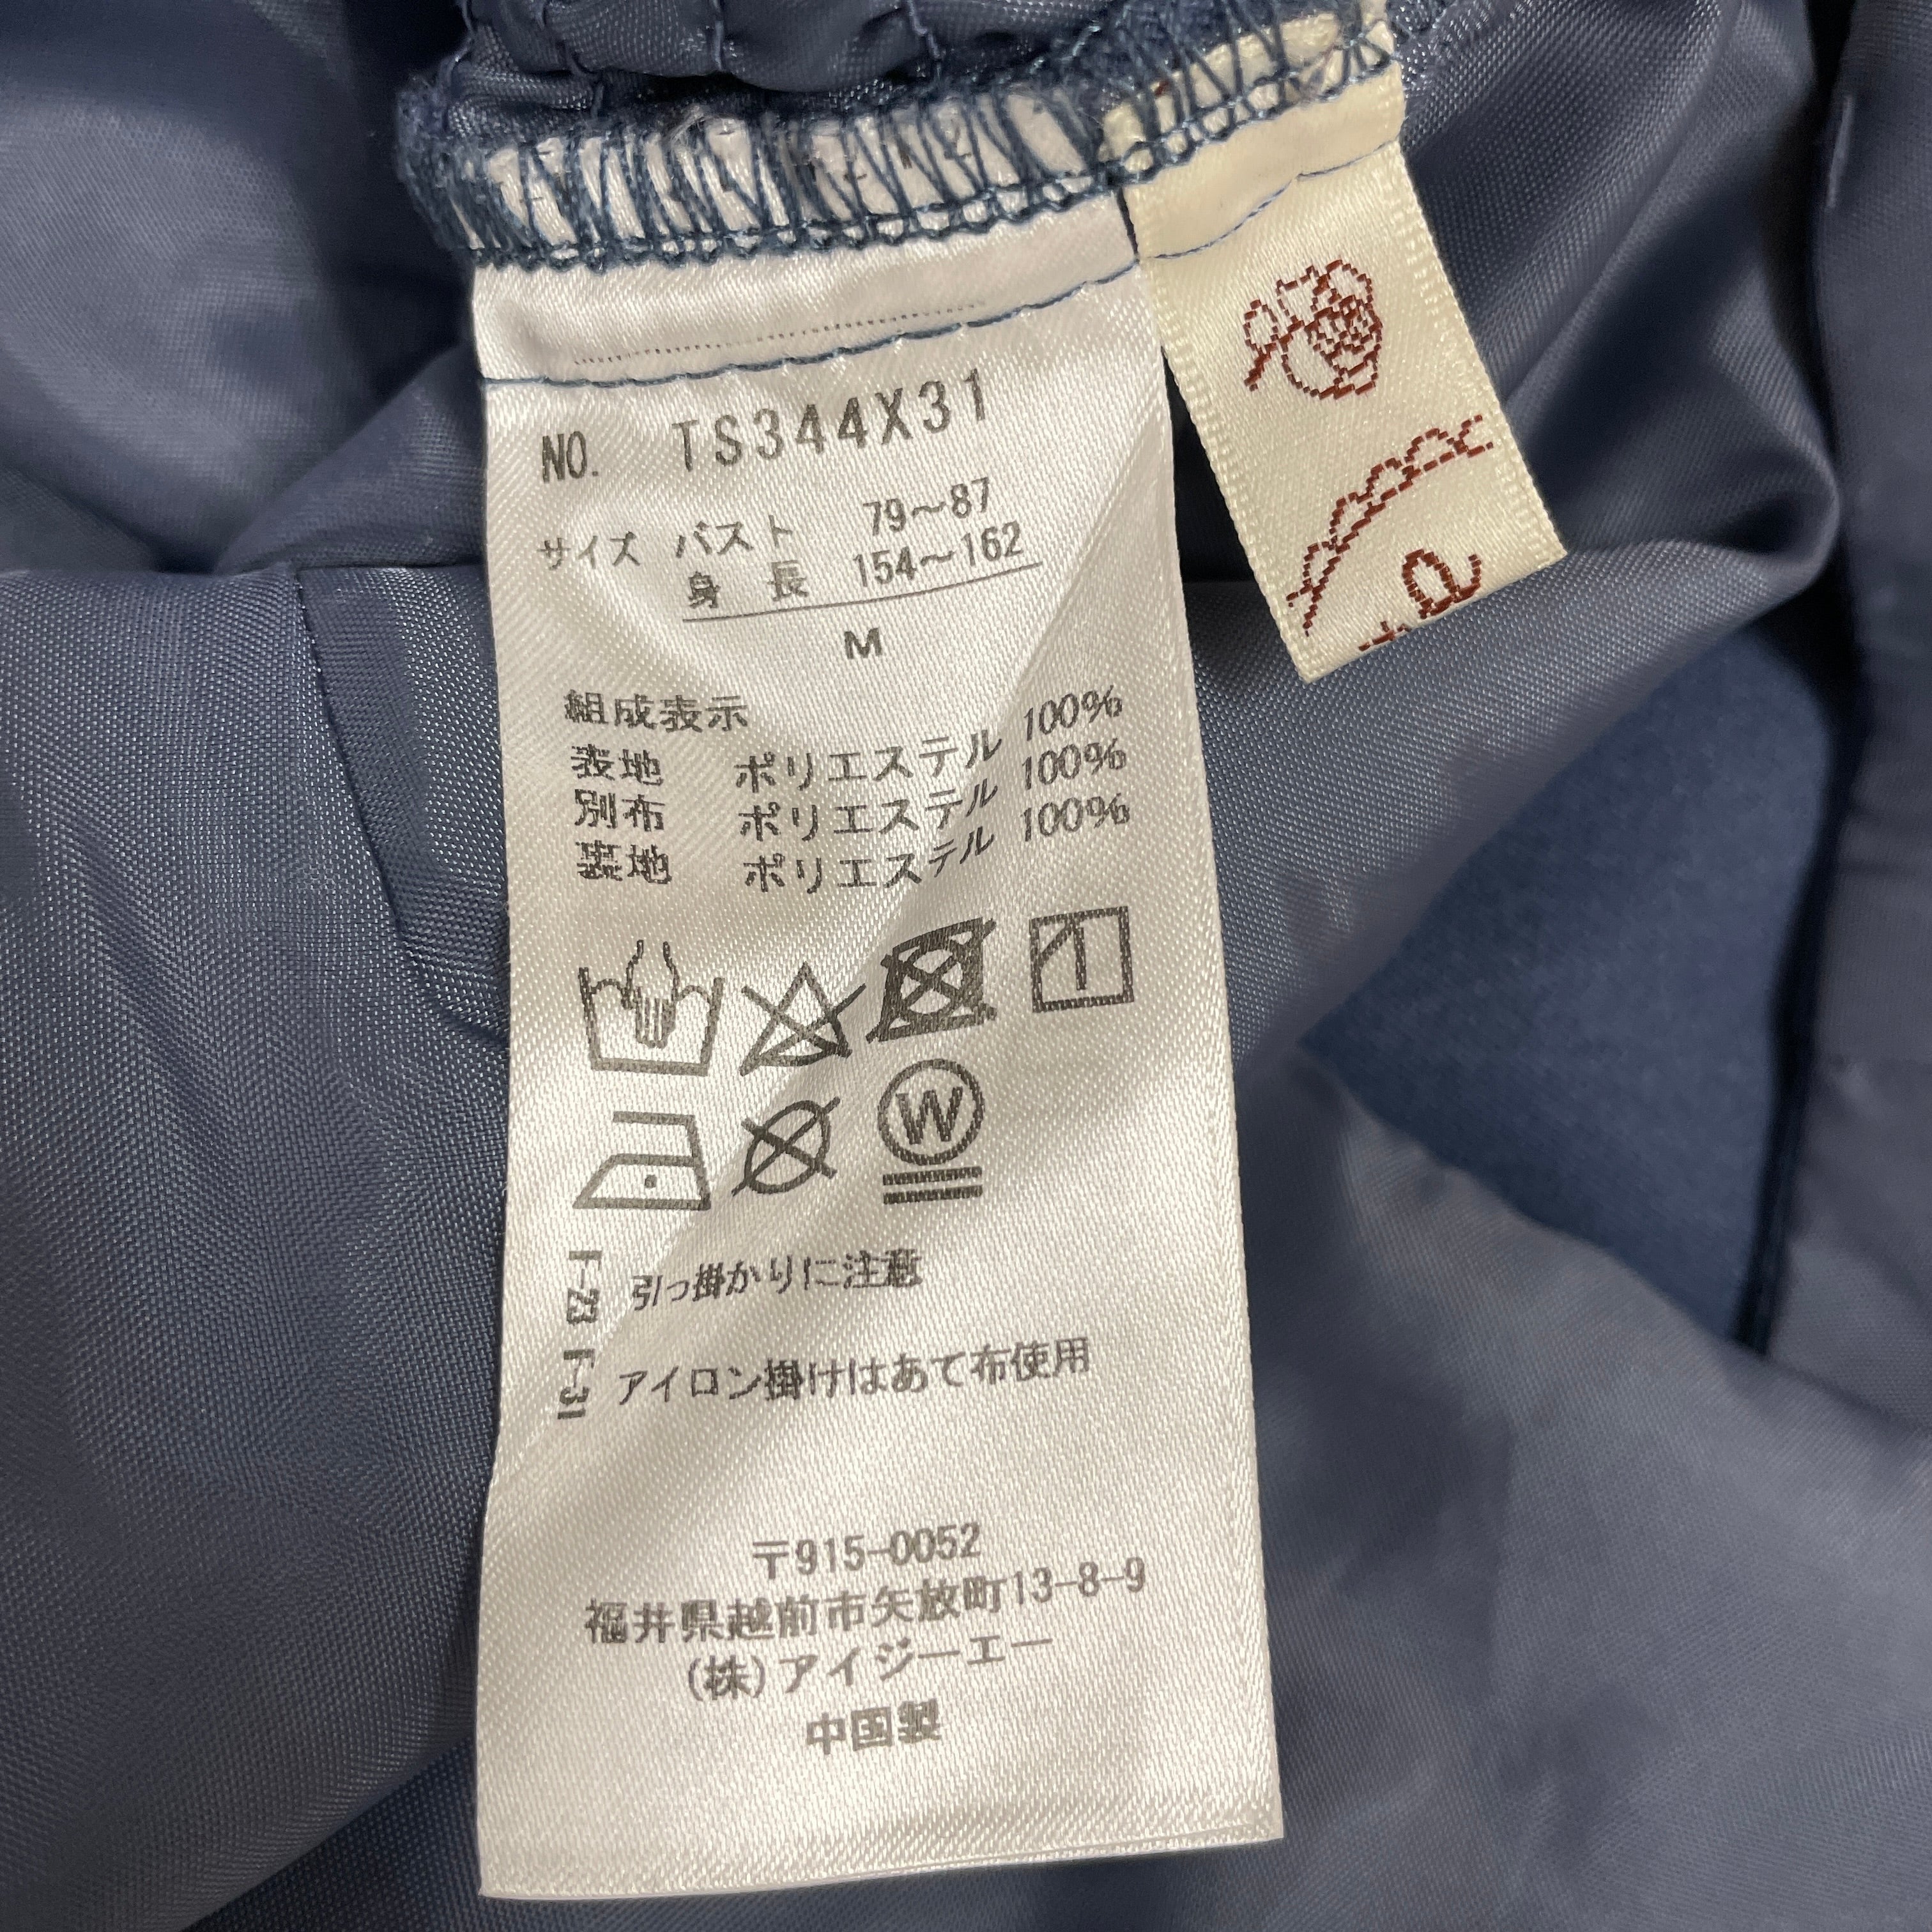 NO. TS344X31
サイズ バスト 79～87
身長 154～162
M
組成表示
表地 ポリエステル 100%
別布 ポリエステル 100%
裏地 ポリエステル 100%
W
F-23 引っ掛かりに注意
F-31 アイロン掛けはあて布使用
〒915-0052
福井県越前市矢放町13-8-9
(株)アイジーエー
中国製